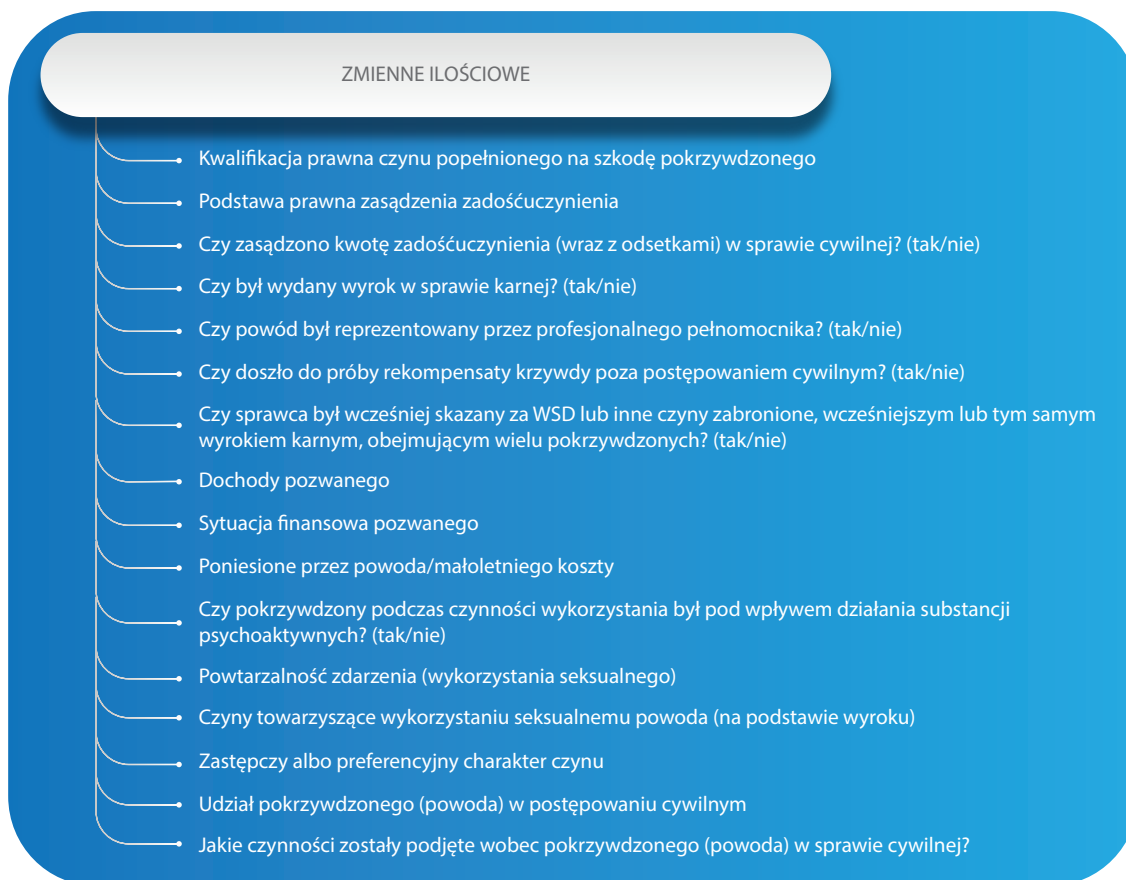 ZMIENNE ILOŚCIOWE
Kwalifikacja prawna czynu popełnionego na szkodę pokrzywdzonego
Podstawa prawna zasądzenia zadośćuczynienia
Czy zasądzono kwotę zadośćuczynienia (wraz z odsetkami) w sprawie cywilnej? (tak/nie)
Czy był wydany wyrok w sprawie karnej? (tak/nie)
Czy powód był reprezentowany przez profesjonalnego pełnomocnika? (tak/nie)
Czy doszło do próby rekompensaty krzywdy poza postępowaniem cywilnym? (tak/nie)
Czy sprawca był wcześniej skazany za WSD lub inne czyny zabronione, wcześniejszym lub tym samym
wyrokiem karnym, obejmującym wielu pokrzywdzonych? (tak/nie)
Dochody pozwanego
Sytuacja finansowa pozwanego
Poniesione przez powoda/małoletniego koszty
Czy pokrzywdzony podczas czynności wykorzystania był pod wpływem działania substancji
psychoaktywnych? (tak/nie)
Powtarzalność zdarzenia (wykorzystania seksualnego)
Czyny towarzyszące wykorzystaniu seksualnemu powoda (na podstawie wyroku)
Zastępczy albo preferencyjny charakter czynu
Udział pokrzywdzonego (powoda) w postępowaniu cywilnym
Jakie czynności zostały podjęte wobec pokrzywdzonego (powoda) w sprawie cywilnej?